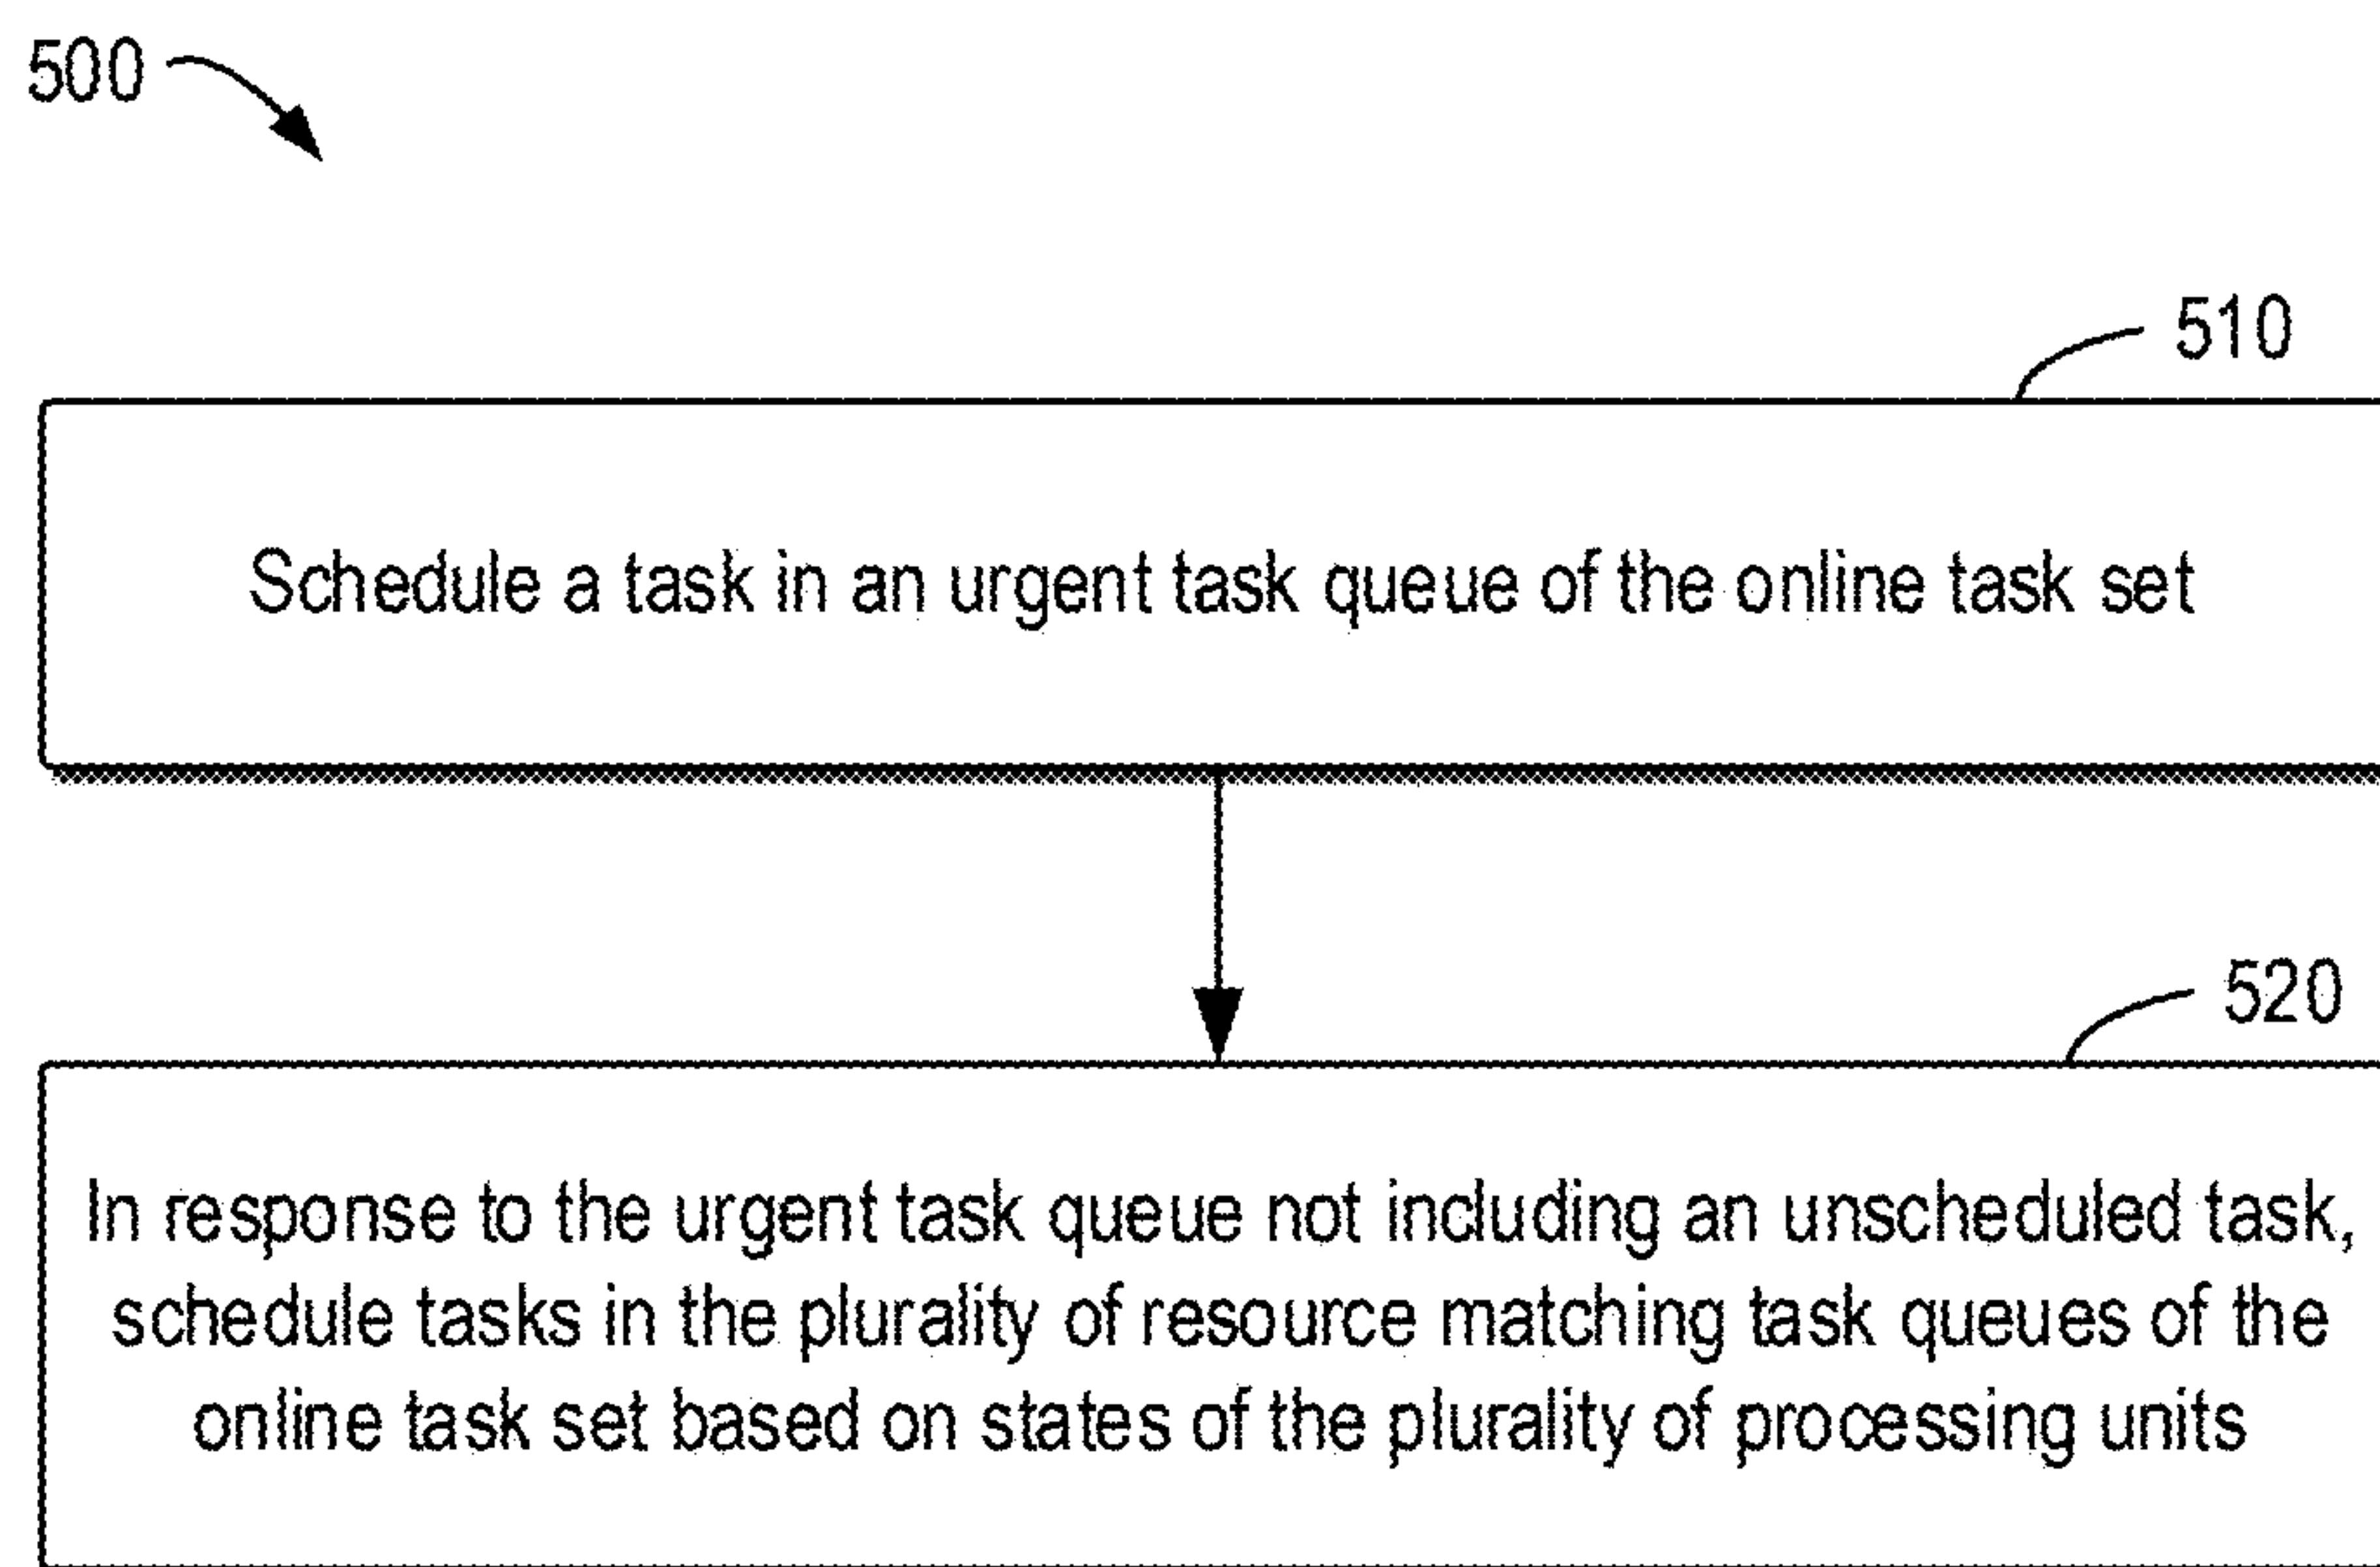 500
510
Schedule a task in an urgent task queue of the online task set
520
In response to the urgent task queue not including an unscheduled task,
schedule tasks in the plurality of resource matching task queues of the
online task set based on states of the plurality of processing units